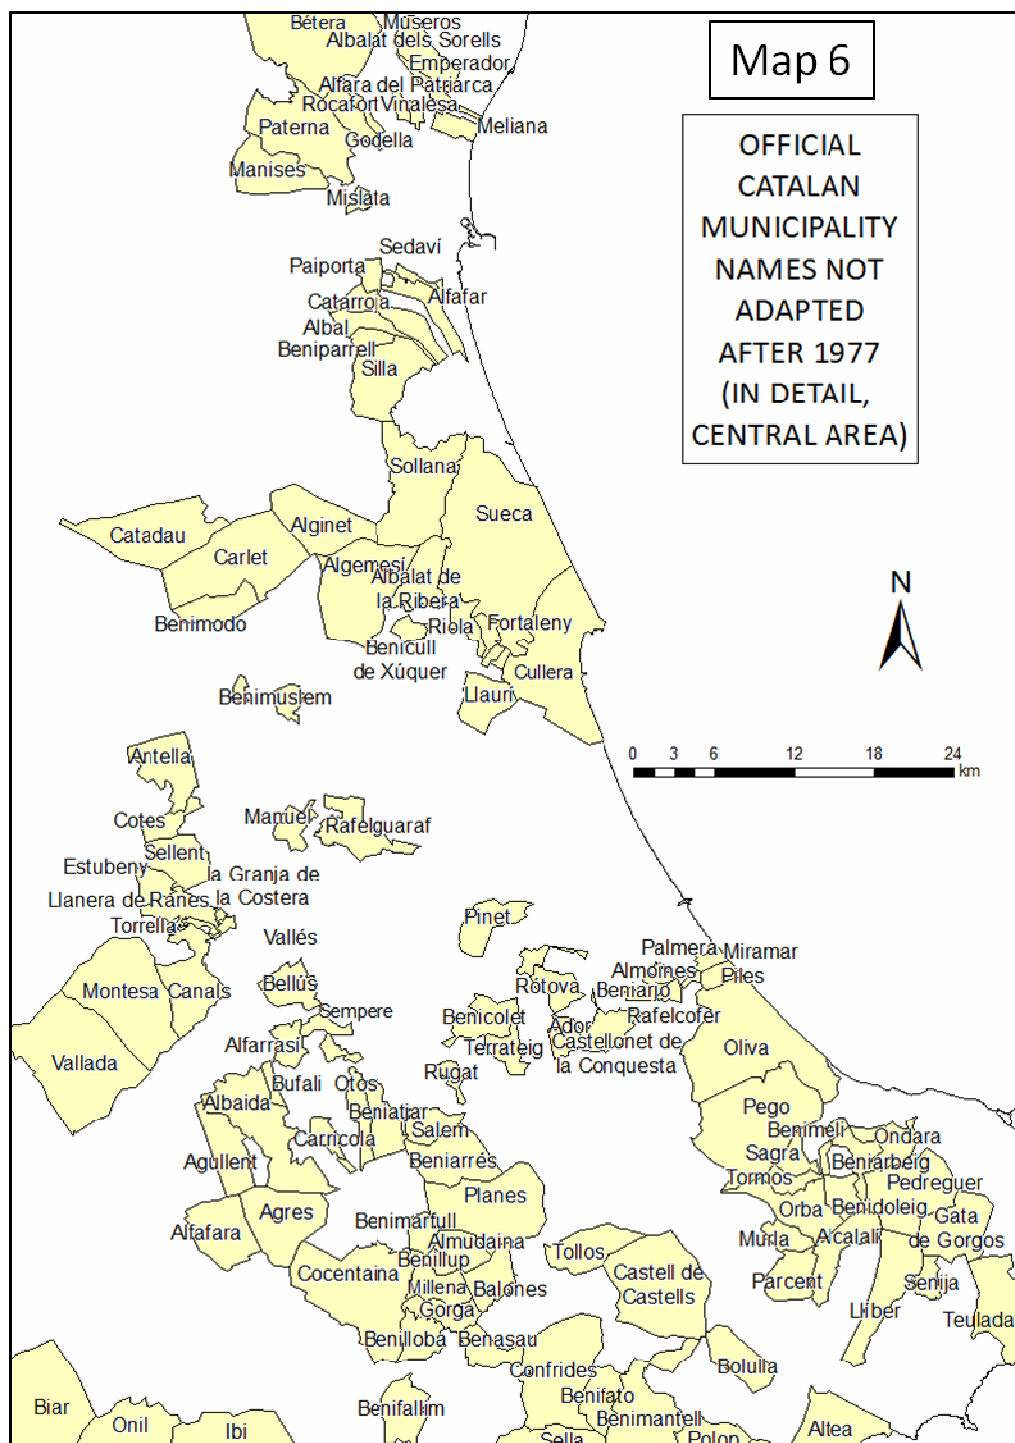 Bétera
Museros
Albalat dels Sorells
Emperador
Alfara del Patriarca
Rocafort
Vinalesa
Paterna
Godella
Meliana
Manises
Mislata
Map 6
OFFICIAL
CATALAN
MUNICIPALITY
NAMES NOT
ADAPTED
AFTER 1977
(IN DETAIL,
CENTRAL AREA)
Sedaví
Paiporta
Catarroja
Alfafar
Albal
Beniparrell
Silla
Sollana
Sueca
Alginet
Catadau
Carlet
Algemesí
Albalat de
la Ribera
Benimodo
Riola
Fortaleny
Benicull
de Xúquer
Cullera
Llaurí
Benimuslem
N
0 3 6 12 18 24
km
Antella
Cotes
Manuel
Rafelguaraf
Sellent
Estubeny
la Granja de
la Costera
Llanera de Ranes
Torrella
Vallés
Pinet
Palmera
Miramar
Almoines
Piles
Montesa
Canals
Bellús
Rótova
Beniarjó
Sempere
Benicolet
Rafelcofer
Ador
Alfarrasí
Terrateig
Castellonet de
la Conquesta
Oliva
Vallada
Rugat
Bufali
Otos
Albaida
Beniatjar
Pego
Carrícola
Salem
Benimeli
Ondara
Agullent
Beniarrés
Sagra
Beniarbeig
Tormos
Pedreguer
Planes
Orba
Benidoleig
Agres
Benimarfull
Gata
de Gorgos
Alfafara
Almudaina
Murla
Alcalalí
Benillup
Tollos
Cocentaina
Castell de
Castells
Millena
Balones
Parcent
Senija
Gorga
Llíber
Teulada
Benilloba
Benasau
Confrides
Bolulla
Biar
Benifallim
Benifato
Onil
Ibi
Benimantell
Altea
Sella
Polop